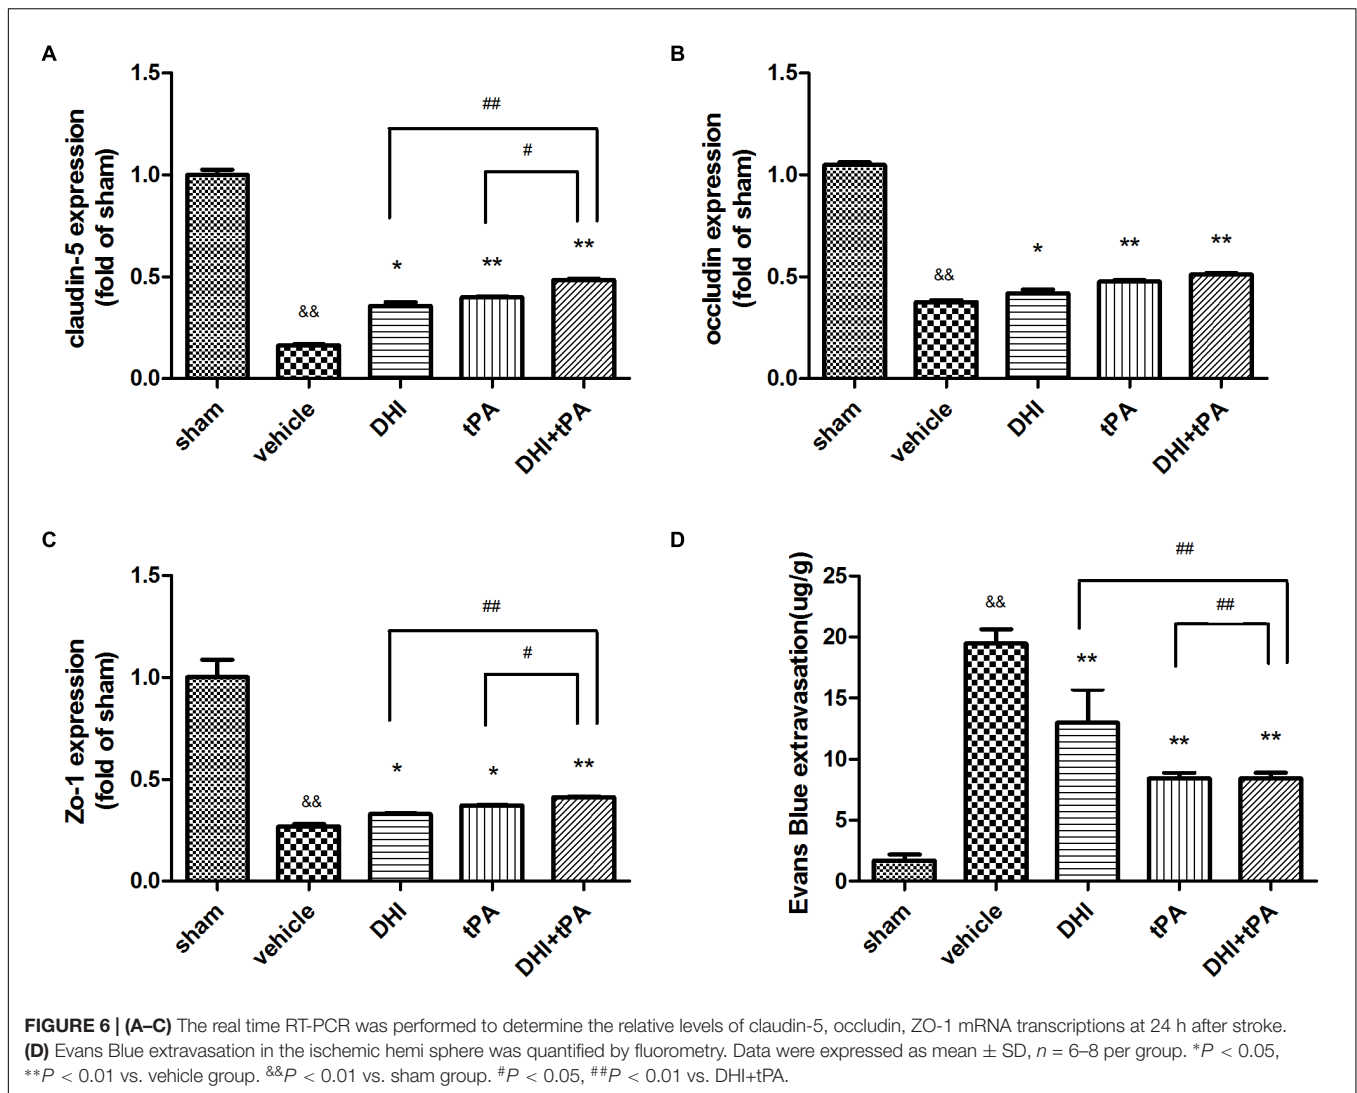 A
B
1.5
1.0
0.5
0.0
claudin-5 expression
(fold of sham)
##
#
&&
*
**
**
sham
vehicle
DHI
tPA
DHI+tPA
1.5
1.0
0.5
0.0
occludin expression
(fold of sham)
&&
*
**
**
sham
vehicle
DHI
tPA
DHI+tPA
C
D
1.5
1.0
0.5
0.0
Zo-1 expression
(fold of sham)
##
#
&&
*
*
**
sham
vehicle
DHI
tPA
DHI+tPA
25
20
15
10
5
0
Evans Blue extravasation(ug/g)
##
##
&&
**
**
**
sham
vehicle
DHI
tPA
DHI+tPA
FIGURE 6 | (A–C) The real time RT-PCR was performed to determine the relative levels of claudin-5, occludin, ZO-1 mRNA transcriptions at 24 h after stroke.
(D) Evans Blue extravasation in the ischemic hemi sphere was quantified by fluorometry. Data were expressed as mean ± SD, n = 6–8 per group. *P < 0.05,
**P < 0.01 vs. vehicle group. &&P < 0.01 vs. sham group. #P < 0.05, ##P < 0.01 vs. DHI+tPA.